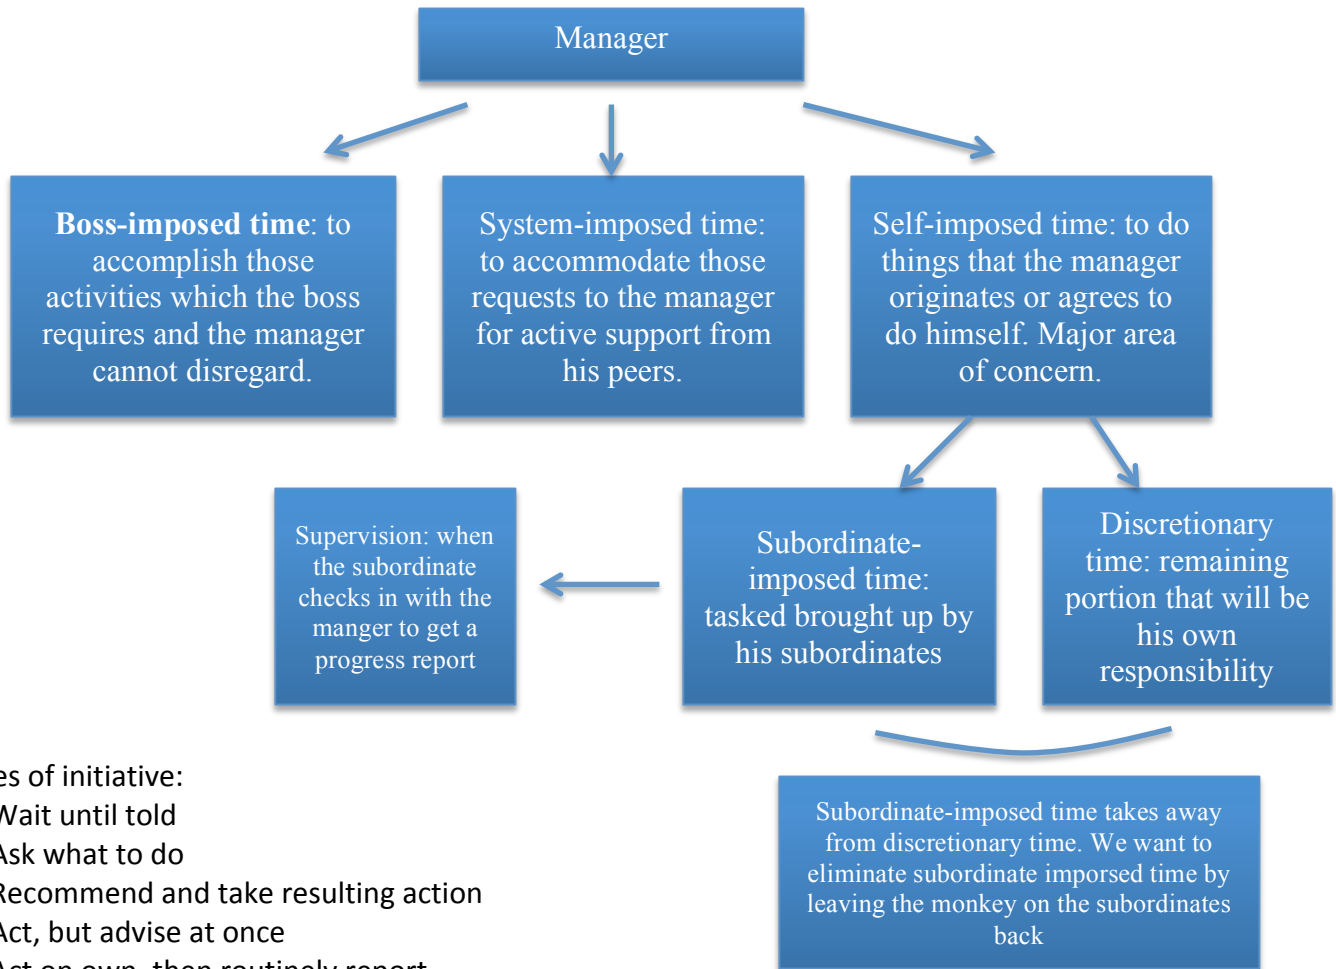 Manager
Boss-imposed time: to
accomplish those
activities which the boss
requires and the manager
cannot disregard.
System-imposed time:
to accommodate those
requests to the manager
for active support from
his peers.
Self-imposed time: to do
things that the manager
originates or agrees to
do himself. Major area
of concern.
Supervision: when
the subordinate
checks in with the
manger to get a
progress report
Subordinate-
imposed time:
tasked brought up by
his subordinates
Discretionary
time: remaining
portion that will be
his own
responsibility
Subordinate-imposed time takes away
from discretionary time. We want to
eliminate subordinate imporsed time by
leaving the monkey on the subordinates
back
es of initiative:
Wait until told
Ask what to do
Recommend and take resulting action
Act, but advise at once
Act on own, then routinely report